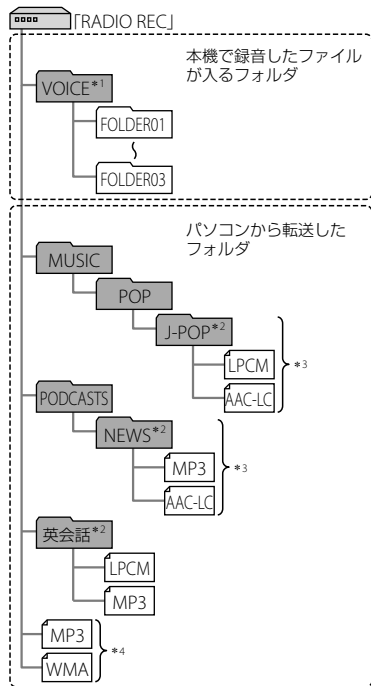 「RADIO REC」
本機で録音したファイル
が入るフォルダ
VOICE*1
FOLDER01
〜
FOLDER03
パソコンから転送した
フォルダ
MUSIC
POP
J-POP*2
LPCM
*3
AAC-LC
PODCASTS
NEWS*2
MP3
*3
AAC-LC
英会話*2
LPCM
MP3
MP3
*4
WMA